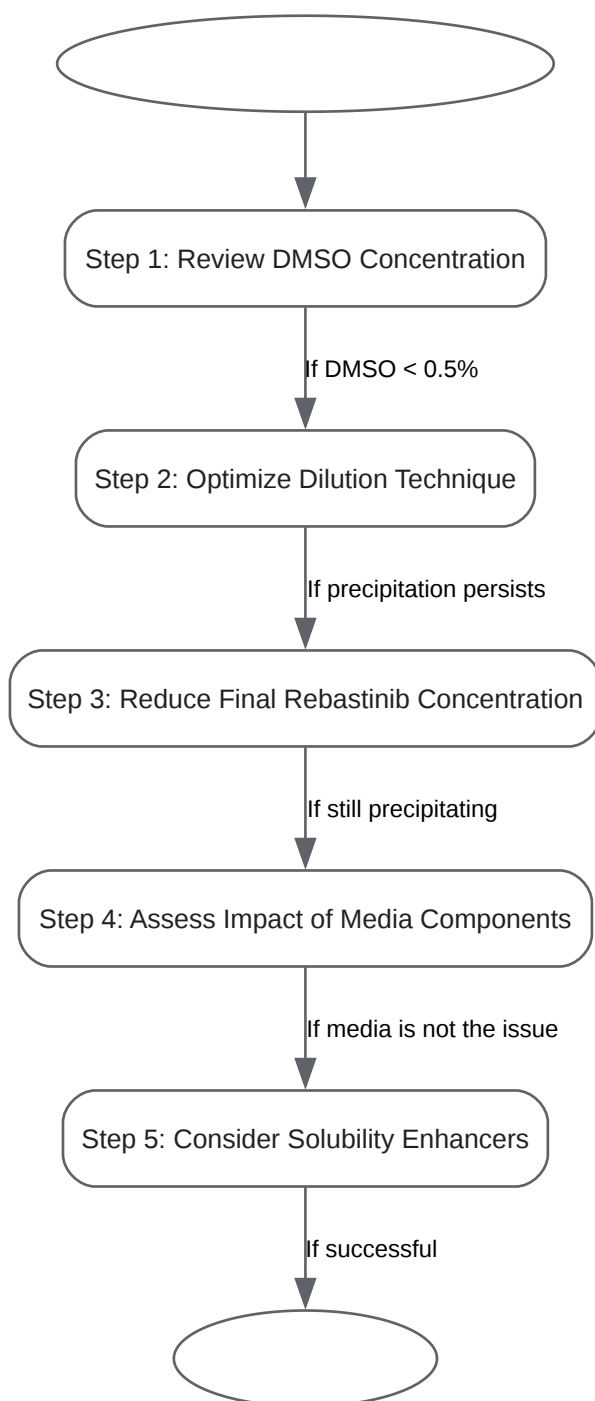 Step 1: Review DMSO Concentration
If DMSO < 0.5%
Step 2: Optimize Dilution Technique
If precipitation persists
Step 3: Reduce Final Rebastinib Concentration
If still precipitating
Step 4: Assess Impact of Media Components
If media is not the issue
Step 5: Consider Solubility Enhancers
If successful